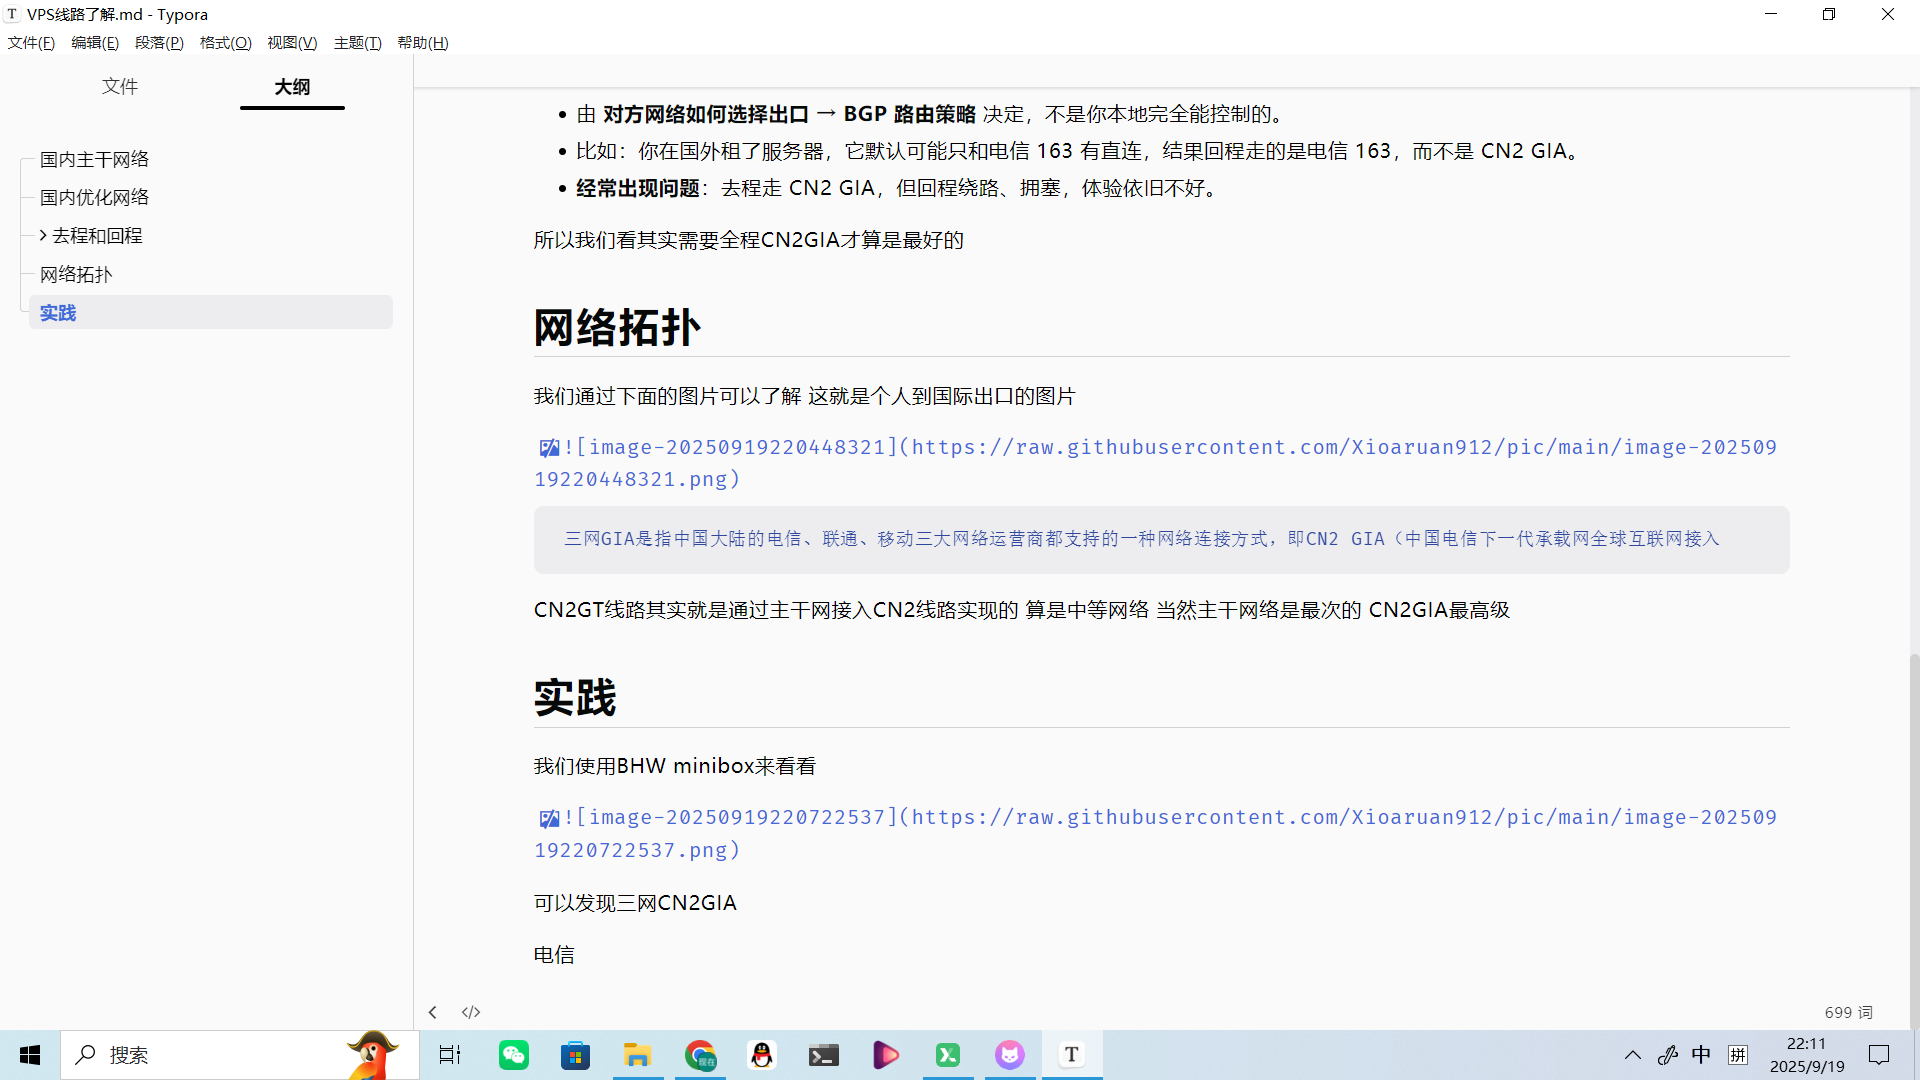 VPS线路了解.md - Typora
文件(F) 编辑(E) 段落(P) 格式(O) 视图(V) 主题(T) 帮助(H)
文件 大纲
国内主干网络
国内优化网络
去程和回程
网络拓扑
实践
由 对方网络如何选择出口 → BGP 路由策略 决定，不是你本地完全能控制的。
比如：你在国外租了服务器，它默认可能只和电信 163 有直连，结果回程走的是电信 163，而不是 CN2 GIA。
经常出现问题：去程走 CN2 GIA，但回程绕路、拥塞，体验依旧不好。
所以我们看其实需要全程CN2GIA才算是最好的
网络拓扑
我们通过下面的图片可以了解 这就是个人到国际出口的图片
![image-20250919220448321](https://raw.githubusercontent.com/Xioaruan912/pic/main/image-202509
19220448321.png)
三网GIA是指中国大陆的电信、联通、移动三大网络运营商都支持的一种网络连接方式，即CN2 GIA（中国电信下一代承载网全球互联网接入
CN2GT线路其实就是通过主干网接入CN2线路实现的 算是中等网络 当然主干网络是最次的 CN2GIA最高级
实践
我们使用BHW minibox来看看
![image-20250919220722537](https://raw.githubusercontent.com/Xioaruan912/pic/main/image-202509
19220722537.png)
可以发现三网CN2GIA
电信
699 词
搜索
现在
中
拼
22:11
2025/9/19